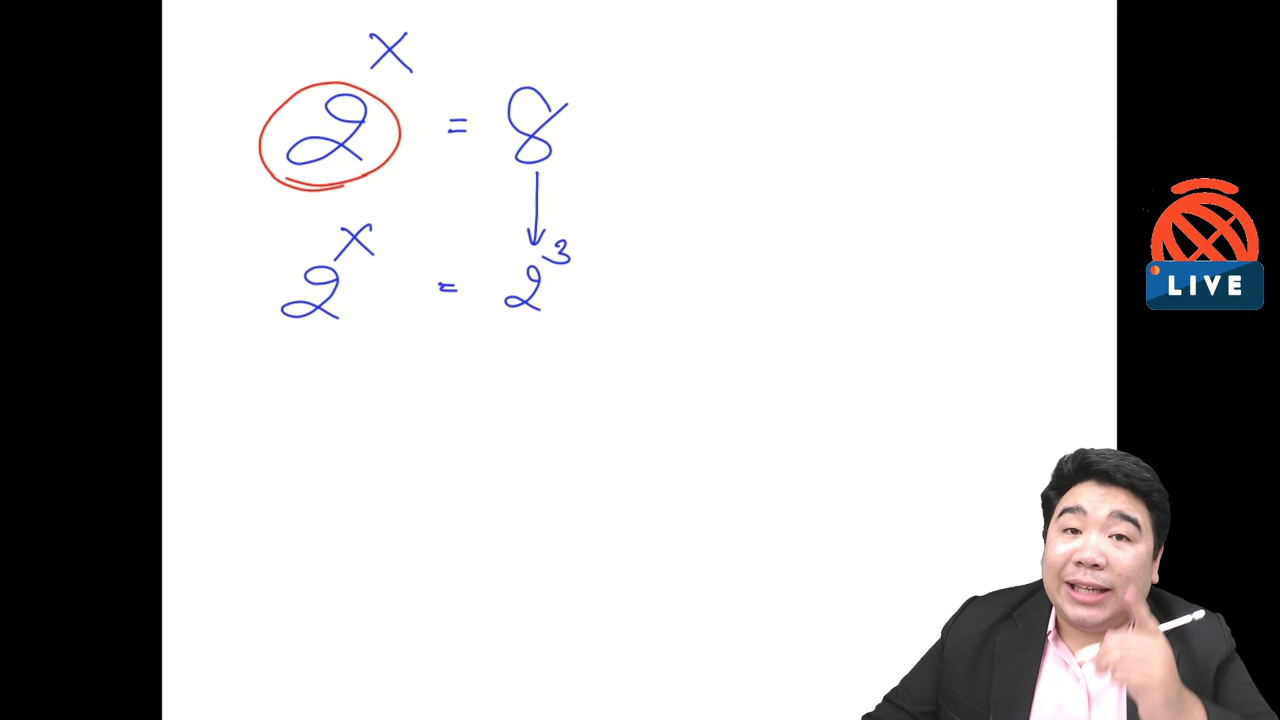 2^x = 8
2^x = 2^3
LIVE